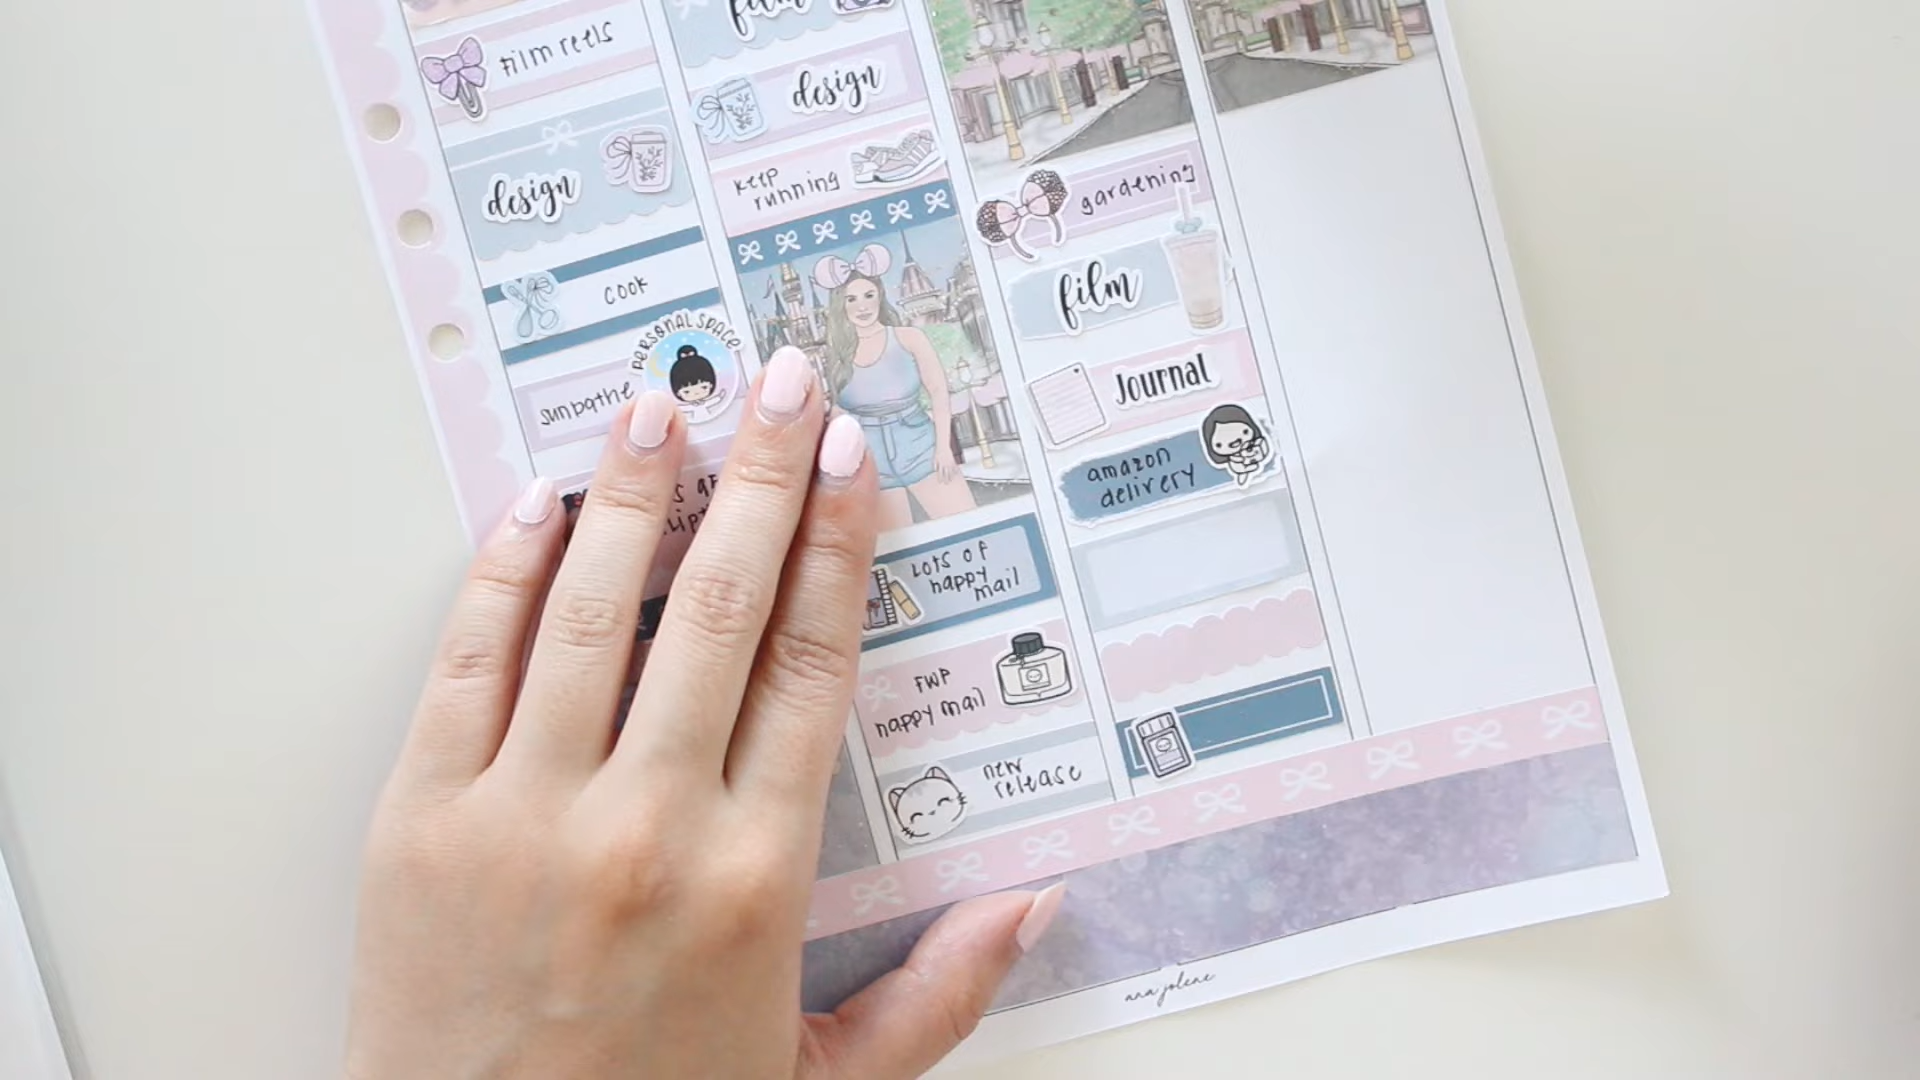 film reels
design
cook
PERSONAL SPACE
sunbathe
film
design
keep
running
Lots of
happy
mail
FWP
happy mail
new
release
gardening
film
Journal
amazon
delivery
ana jolene